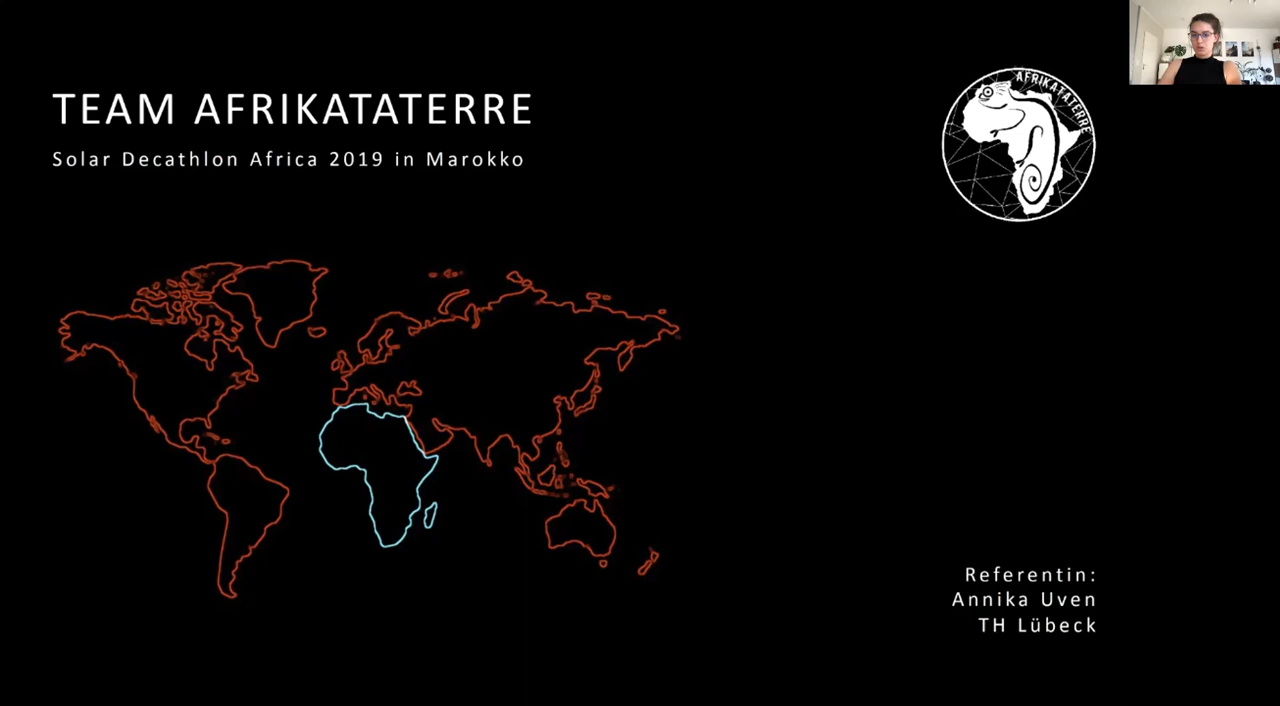 TEAM AFRIKATATERRE
Solar Decathlon Africa 2019 in Marokko
AFRIKATATERRE
Referentin:
Annika Uven
TH Lübeck